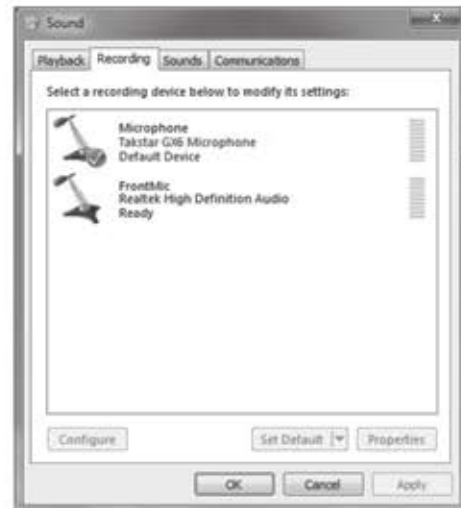 Sound
Playback Recording Sounds Communications
Select a recording device below to modify its settings:
Microphone
Takstar GX6 Microphone
Default Device
FrontMic
Realtek High Definition Audio
Ready
Configure Set Default Properties
OK Cancel Apply